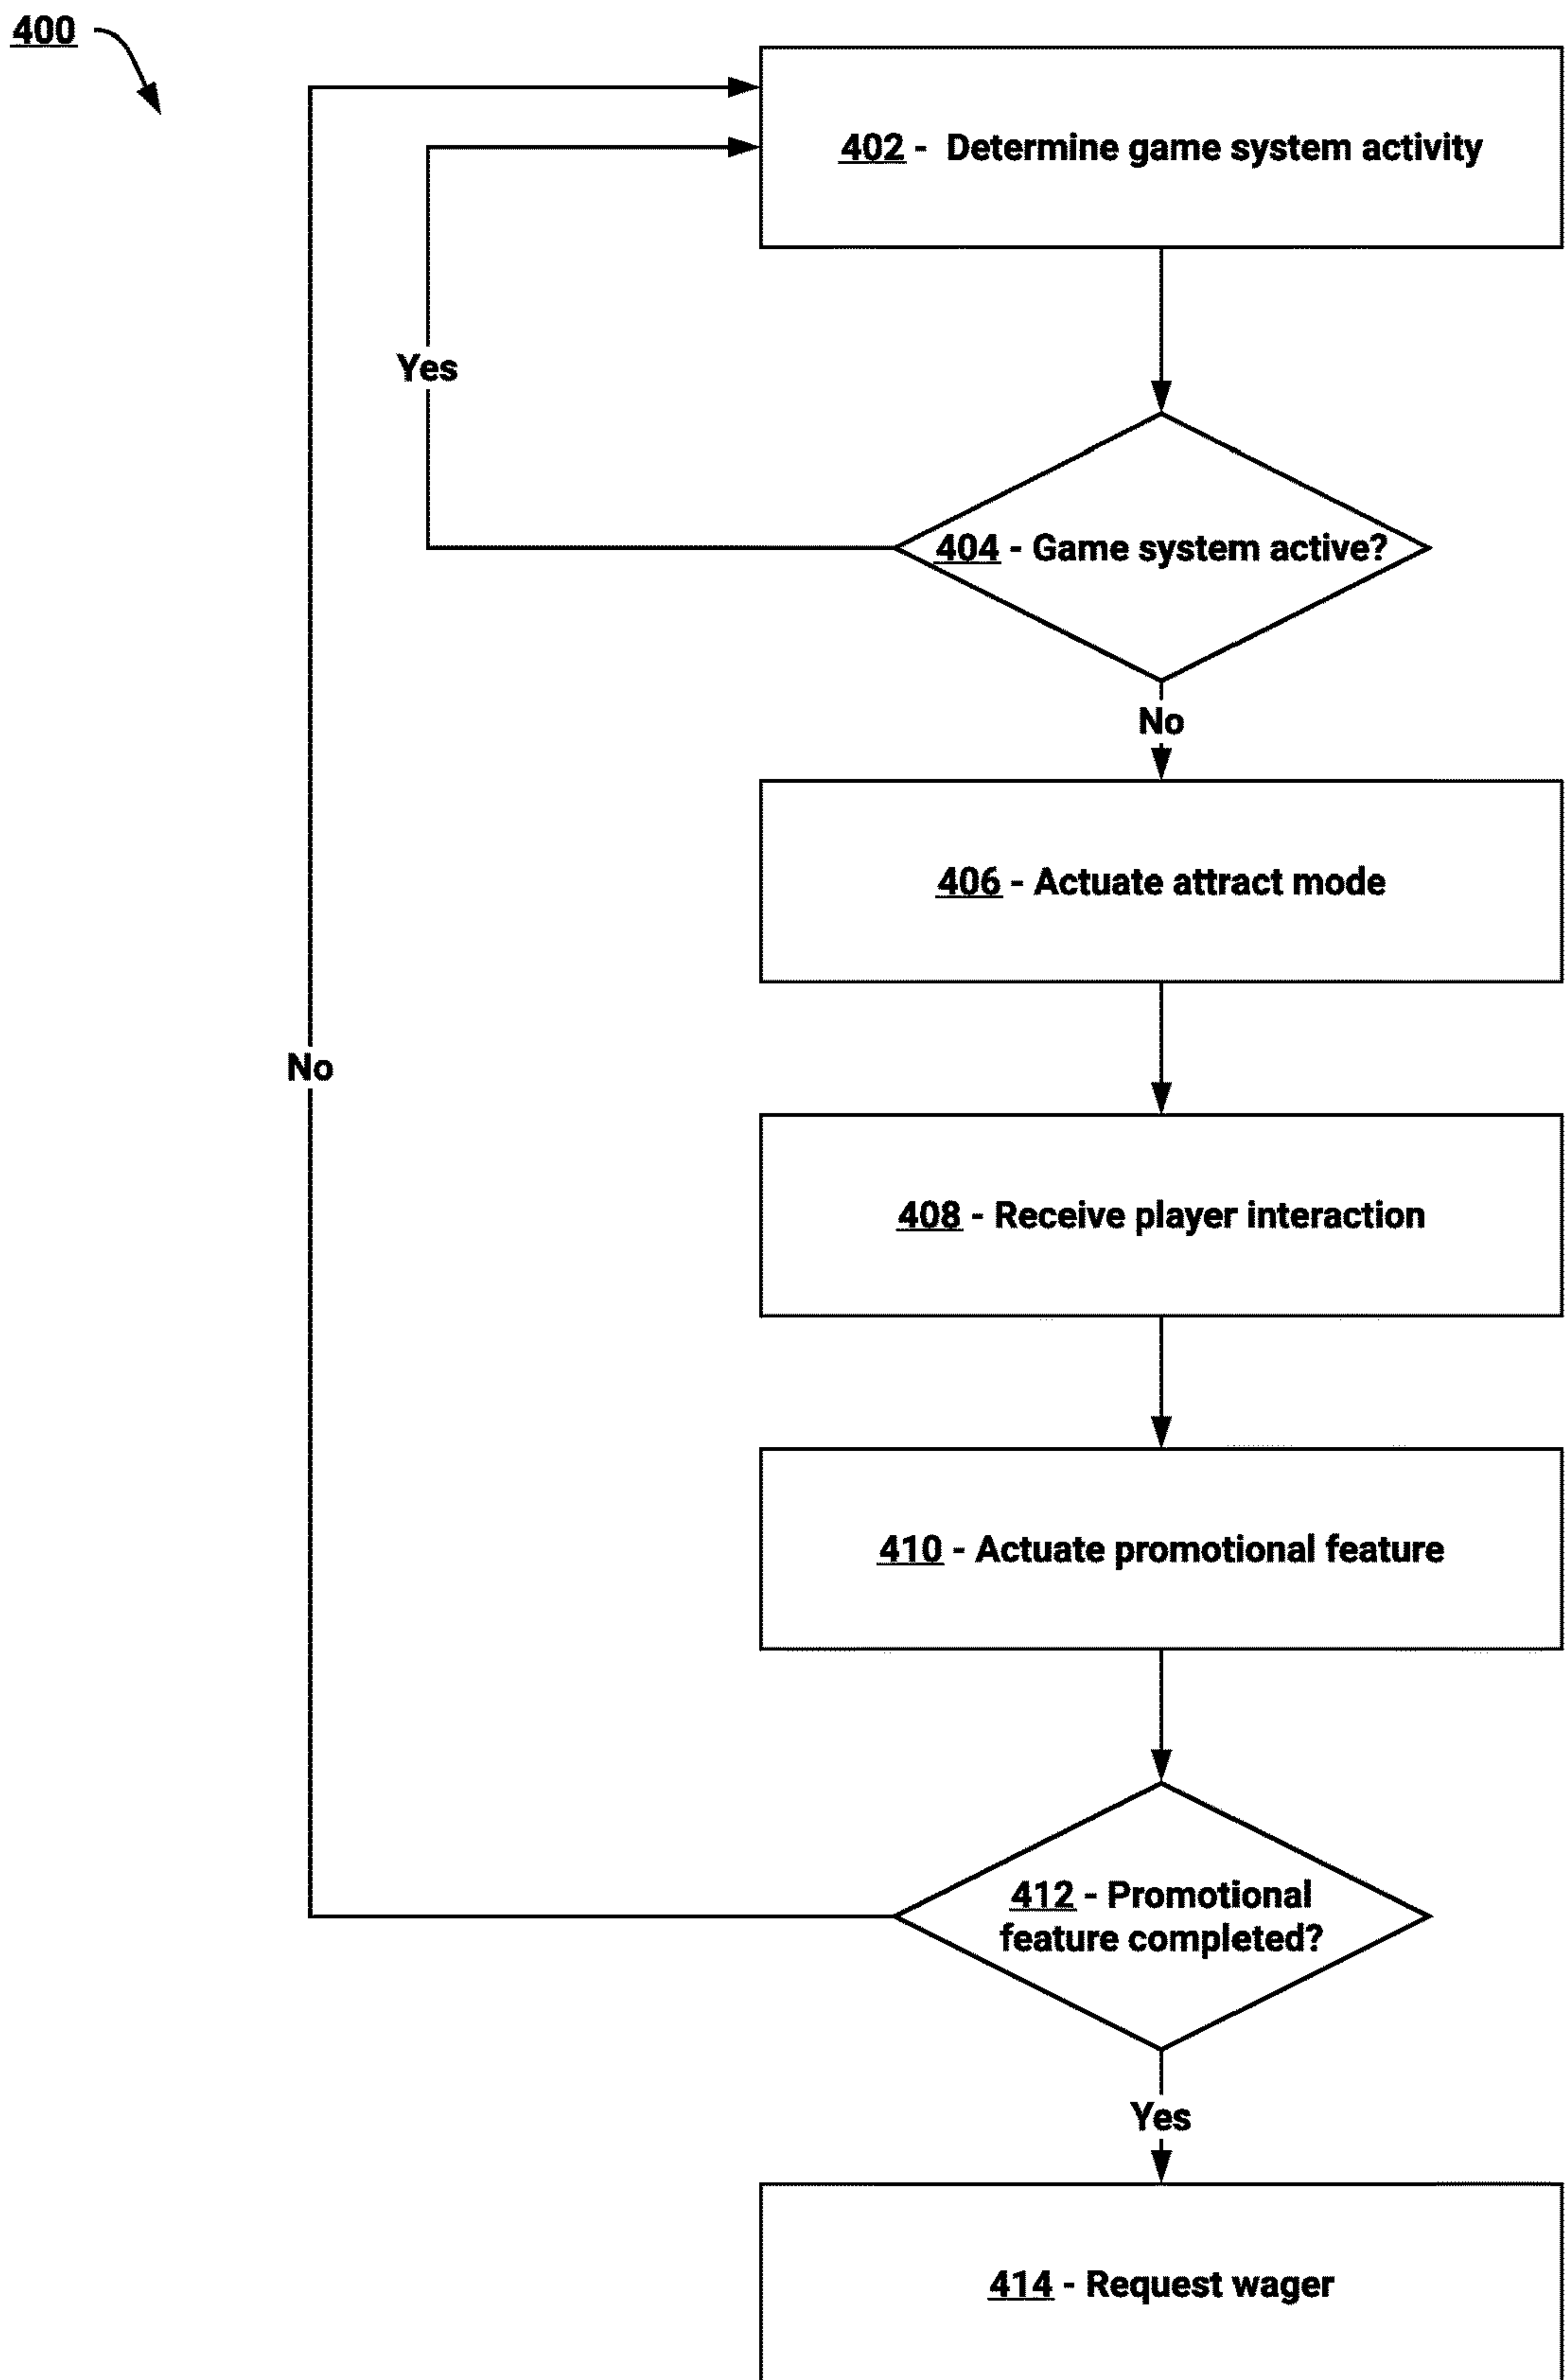 400
402 - Determine game system activity
Yes
404 - Game system active?
No
406 - Actuate attract mode
No
408 - Receive player interaction
410 - Actuate promotional feature
412 - Promotional
feature completed?
Yes
414 - Request wager